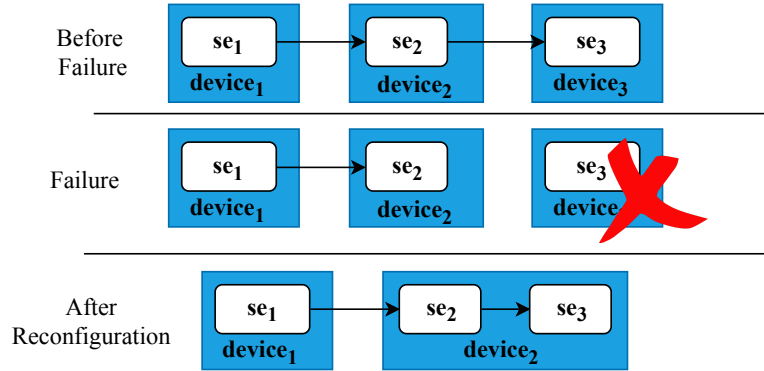 Before
Failure
se1
se2
se3
device1
device2
device3
Failure
se1
se2
se3
device1
device2
device
After
Reconfiguration
se1
se2
se3
device1
device2